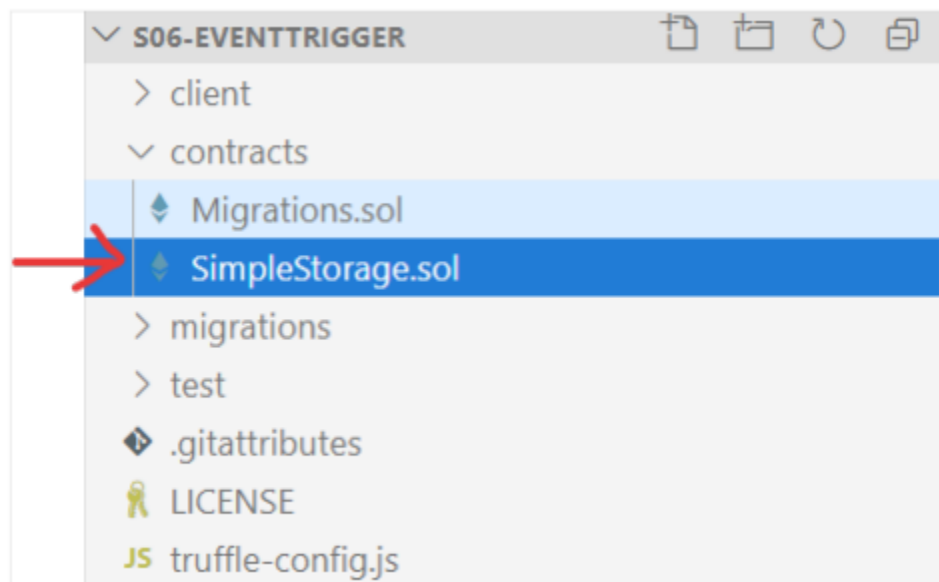 S06-EVENTTRIGGER
client
contracts
Migrations.sol
SimpleStorage.sol
migrations
test
.gitattributes
LICENSE
JS truffle-config.js